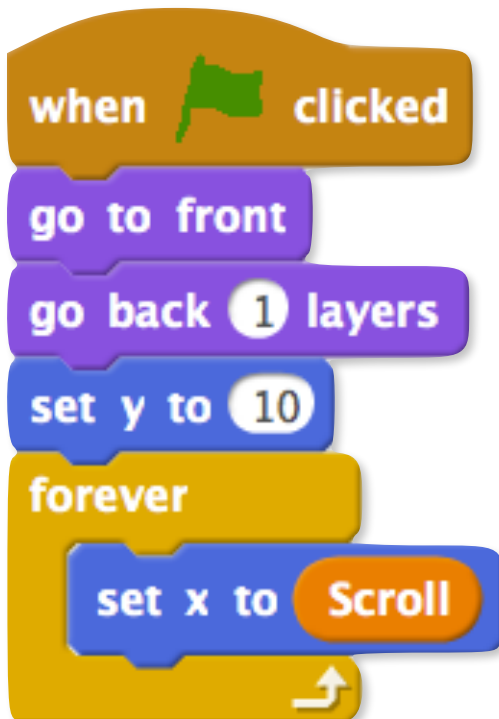 when clicked
go to front
go back 1 layers
set y to 10
forever
set x to Scroll